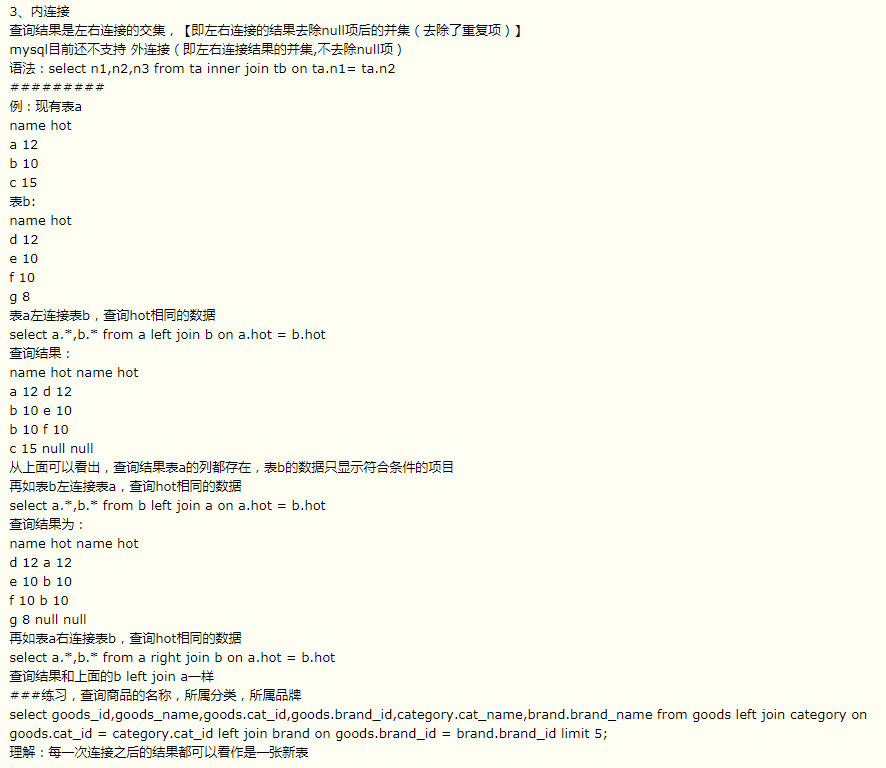 3、内连接
查询结果是左右连接的交集，【即左右连接的结果去除null项后的并集（去除了重复项）】
mysql目前还不支持 外连接（即左右连接结果的并集,不去除null项）
语法：select n1,n2,n3 from ta inner join tb on ta.n1= ta.n2
#########
例：现有表a
name hot
a 12
b 10
c 15
表b:
name hot
d 12
e 10
f 10
g 8
表a左连接表b，查询hot相同的数据
select a.*,b.* from a left join b on a.hot = b.hot
查询结果：
name hot name hot
a 12 d 12
b 10 e 10
b 10 f 10
c 15 null null
从上面可以看出，查询结果表a的列都存在，表b的数据只显示符合条件的项目
再如表b左连接表a，查询hot相同的数据
select a.*,b.* from b left join a on a.hot = b.hot
查询结果为：
name hot name hot
d 12 a 12
e 10 b 10
f 10 b 10
g 8 null null
再如表a右连接表b，查询hot相同的数据
select a.*,b.* from a right join b on a.hot = b.hot
查询结果和上面的b left join a一样
###练习，查询商品的名称，所属分类，所属品牌
select goods_id,goods_name,goods.cat_id,goods.brand_id,category.cat_name,brand.brand_name from goods left join category on
goods.cat_id = category.cat_id left join brand on goods.brand_id = brand.brand_id limit 5;
理解：每一次连接之后的结果都可以看作是一张新表